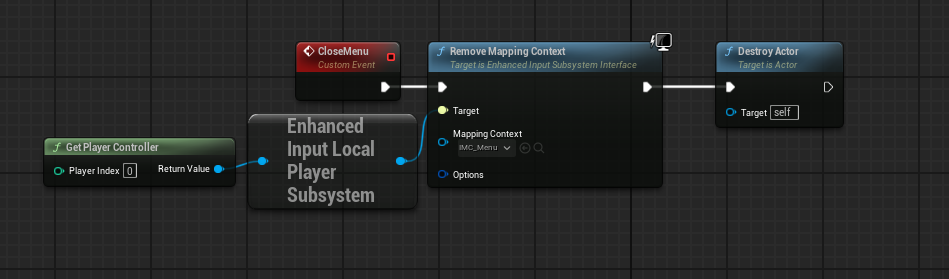 CloseMenu
Custom Event
f Remove Mapping Context
Target is Enhanced Input Subsystem Interface
Target
Mapping Context
IMC_Menu
Options
f Destroy Actor
Target is Actor
Target self
f Get Player Controller
Player Index 0
Return Value
Enhanced
Input Local
Player
Subsystem